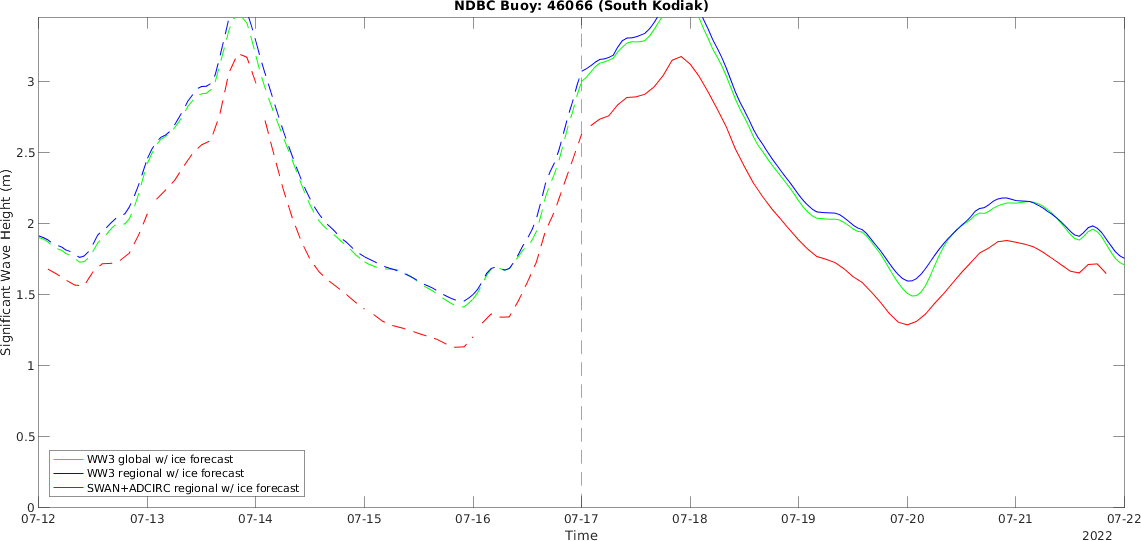 NDBC Buoy: 46066 (South Kodiak)
Significant Wave Height (m)
3
2.5
2
1.5
1
0.5
0
WW3 global w/ ice forecast
WW3 regional w/ ice forecast
SWAN+ADCIRC regional w/ ice forecast
07-12 07-13 07-14 07-15 07-16 07-17 07-18 07-19 07-20 07-21 07-22
Time
2022